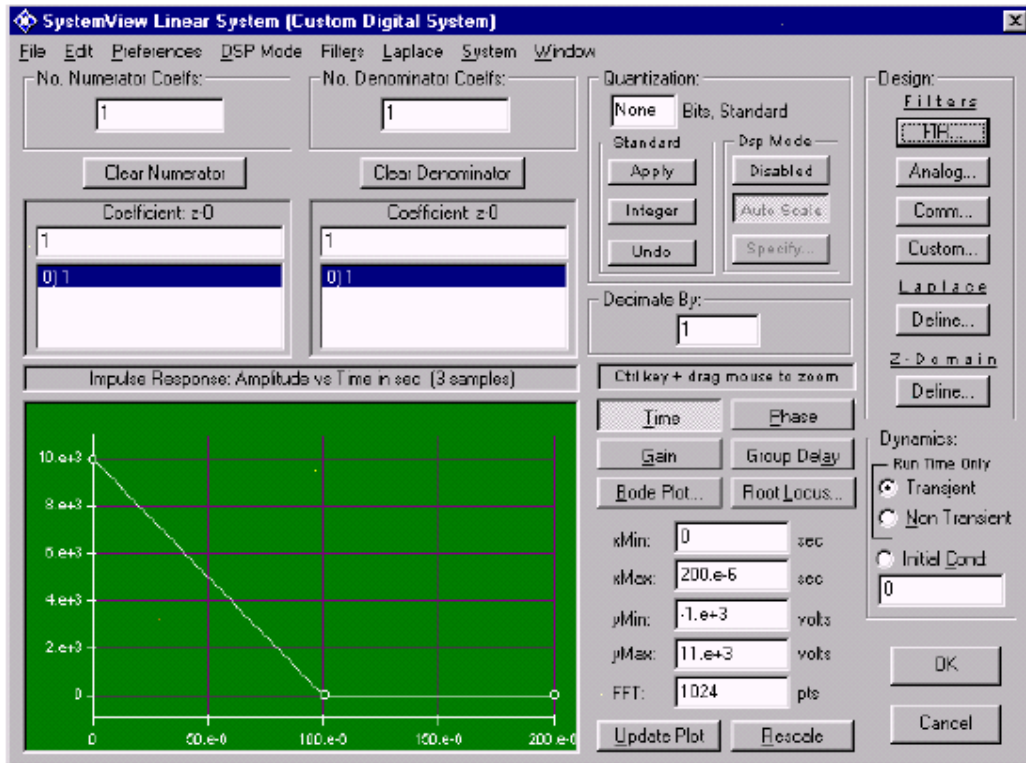 SystemView Linear System (Custom Digital System)
File Edit Preferences DSP Mode Filters Laplace System Window
No. Numerator Coefs:
1
Clear Numerator
Coefficient: z-0
1
0) 1
No. Denominator Coefs:
1
Clear Denominator
Coefficient: z-0
1
0) 1
Quantization:
None Bits, Standard
Standard
Apply
Integer
Undo
Dsp Mode
Disabled
Auto Scale
Specify...
Decimate By:
1
Design:
Filters
FIR...
Analog...
Comm...
Custom...
Laplace
Define...
Z-Domain
Define...
Impulse Response: Amplitude vs Time in sec (3 samples)
10.e+3
8.e+3
6.e+3
4.e+3
2.e+3
0
0 50.e-0 100.e-0 150.e-0 200.e-0
Ctrl key + drag mouse to zoom
Time Phase
Gain Group Delay
Bode Plot... Root Locus...
xMin: 0 sec
xMax: 200.e-6 sec
yMin: -1.e+3 volts
yMax: 11.e+3 volts
FFT: 1024 pts
Update Plot Rescale
Dynamics:
Run Time Only
Transient
Non Transient
Initial Cond:
0
OK
Cancel